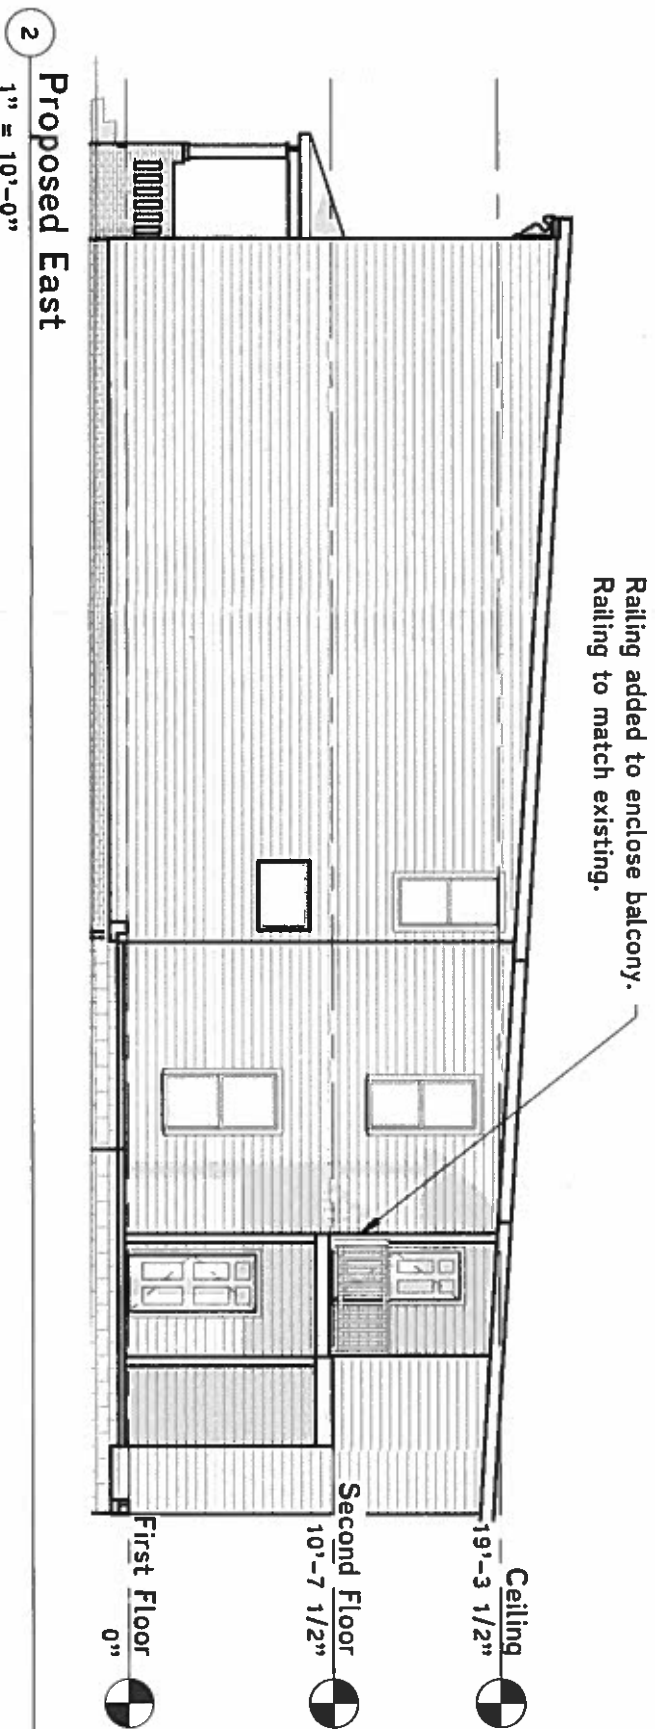 Railing added to enclose balcony.
Railing to match existing.
Ceiling
19'-3 1/2"
Second Floor
10'-7 1/2"
First Floor
0"
2
Proposed East
1" = 10'-0"